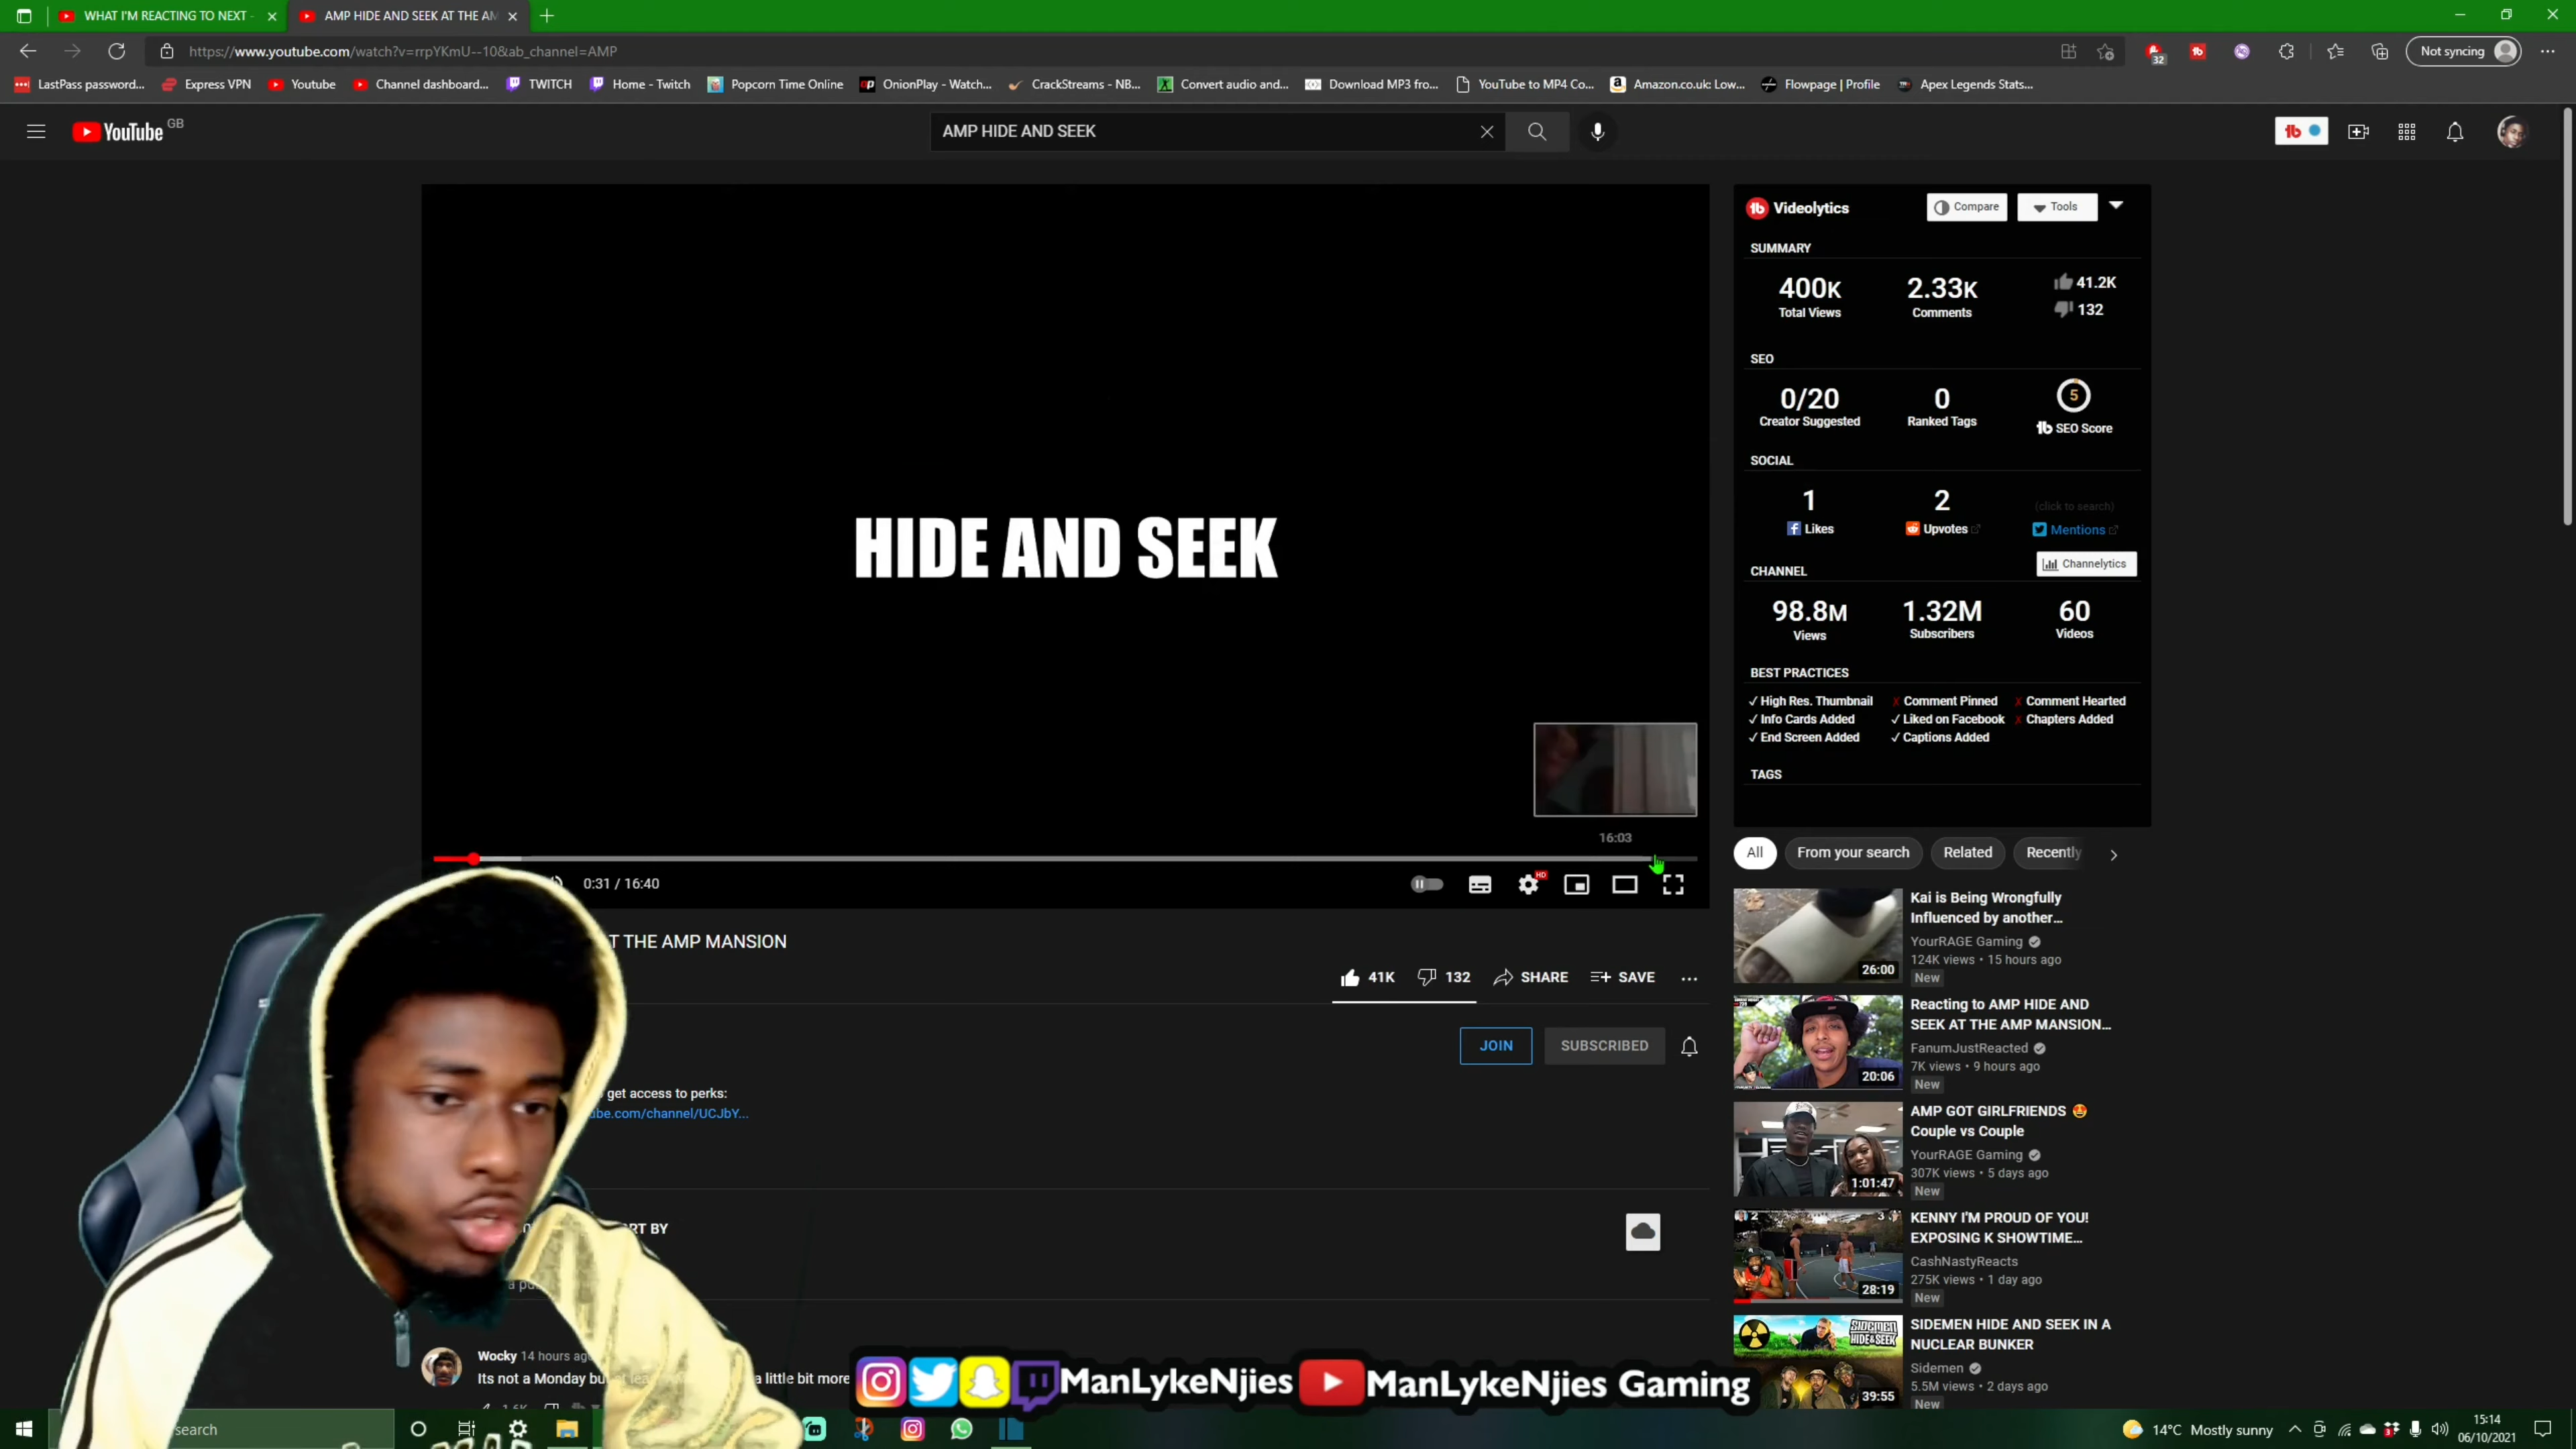 WHAT I'M REACTING TO NEXT -
AMP HIDE AND SEEK AT THE AM
https://www.youtube.com/watch?v=rrpYKmU--10&ab_channel=AMP
32
Not syncing
LastPass password...
Express VPN
Youtube
Channel dashboard...
TWITCH
Home - Twitch
Popcorn Time Online
OnionPlay - Watch...
CrackStreams - NB...
Convert audio and...
Download MP3 fro...
YouTube to MP4 Co...
Amazon.co.uk: Low...
Flowpage | Profile
Apex Legends Stats...
YouTube GB
AMP HIDE AND SEEK
HIDE AND SEEK
16:03
0:31 / 16:40
HD
T THE AMP MANSION
41K
132
SHARE
SAVE
JOIN
SUBSCRIBED
get access to perks:
be.com/channel/UCJbY...
RT BY
Wocky 14 hours ag
Its not a Monday bu
a little bit more
ManLykeNjies
ManLykeNjies Gaming
Videolytics
Compare
Tools
SUMMARY
400K
Total Views
2.33K
Comments
41.2K
132
SEO
0/20
Creator Suggested
0
Ranked Tags
5
SEO Score
SOCIAL
1
Likes
2
Upvotes
(click to search)
Mentions
CHANNEL
Channelytics
98.8M
Views
1.32M
Subscribers
60
Videos
BEST PRACTICES
✓ High Res. Thumbnail
✗ Comment Pinned
✗ Comment Hearted
✓ Info Cards Added
✓ Liked on Facebook
✗ Chapters Added
✓ End Screen Added
✓ Captions Added
TAGS
All
From your search
Related
Recently
Kai is Being Wrongfully
Influenced by another...
YourRAGE Gaming
124K views • 15 hours ago
New
26:00
Reacting to AMP HIDE AND
SEEK AT THE AMP MANSION...
FanumJustReacted
7K views • 9 hours ago
New
20:06
AMP GOT GIRLFRIENDS 🤩
Couple vs Couple
YourRAGE Gaming
307K views • 5 days ago
New
1:01:47
KENNY I'M PROUD OF YOU!
EXPOSING K SHOWTIME...
CashNastyReacts
275K views • 1 day ago
New
28:19
SIDEMEN HIDE AND SEEK IN A
NUCLEAR BUNKER
Sidemen
5.5M views • 2 days ago
New
39:55
SIDEMEN
HIDE&SEEK
search
14°C Mostly sunny
15:14
06/10/2021